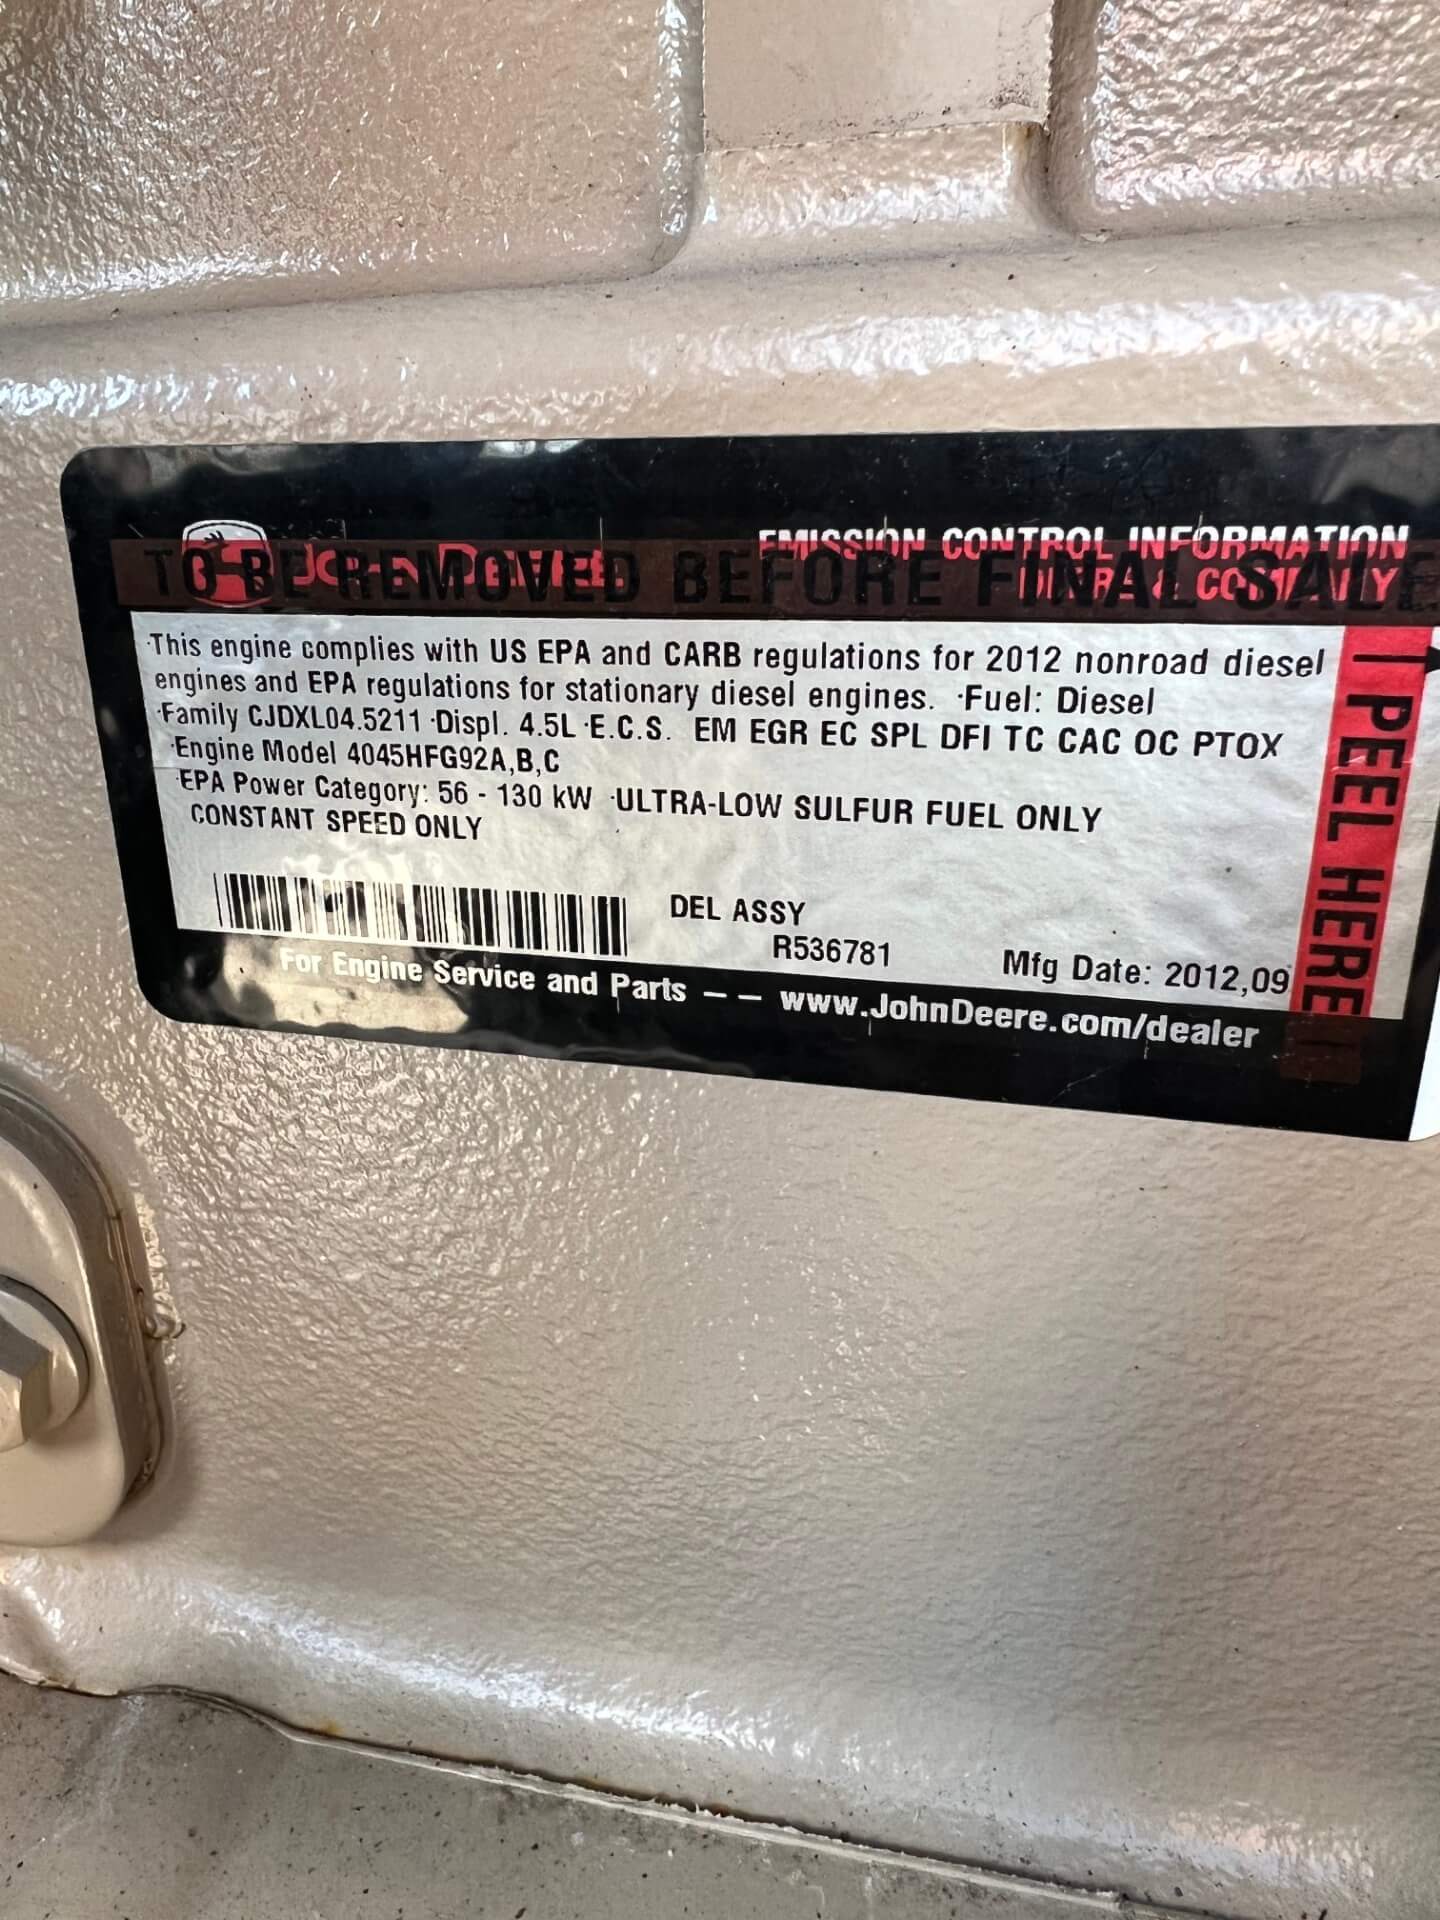 JOHN DEERE
EMISSION CONTROL INFORMATION
DEERE & COMPANY
TO BE REMOVED BEFORE FINAL SALE
·This engine complies with US EPA and CARB regulations for 2012 nonroad diesel
engines and EPA regulations for stationary diesel engines. ·Fuel: Diesel
·Family CJDXL04.5211 ·Displ. 4.5L ·E.C.S. EM EGR EC SPL DFI TC CAC OC PTOX
·Engine Model 4045HFG92A,B,C
·EPA Power Category: 56 - 130 kW ·ULTRA-LOW SULFUR FUEL ONLY
CONSTANT SPEED ONLY
DEL ASSY
R536781
Mfg Date: 2012,09
For Engine Service and Parts -- www.JohnDeere.com/dealer
PEEL HERE